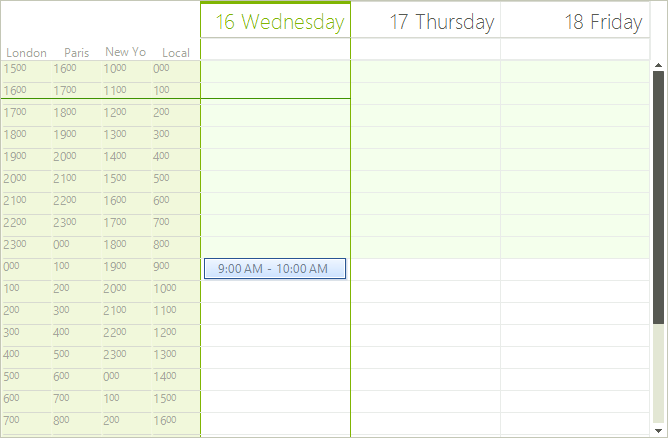 16 Wednesday 17 Thursday 18 Friday
London Paris New Yo Local
15 00 16 00 10 00 0 00
16 00 17 00 11 00 1 00
17 00 18 00 12 00 2 00
18 00 19 00 13 00 3 00
19 00 20 00 14 00 4 00
20 00 21 00 15 00 5 00
21 00 22 00 16 00 6 00
22 00 23 00 17 00 7 00
23 00 0 00 18 00 8 00
0 00 1 00 19 00 9 00 9:00 AM - 10:00 AM
1 00 2 00 20 00 10 00
2 00 3 00 21 00 11 00
3 00 4 00 22 00 12 00
4 00 5 00 23 00 13 00
5 00 6 00 0 00 14 00
6 00 7 00 1 00 15 00
7 00 8 00 2 00 16 00